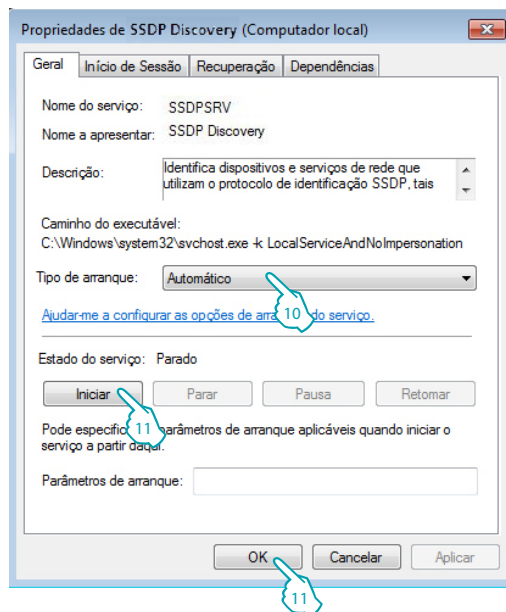 Propriedades de SSDP Discovery (Computador local)
Geral Início de Sessão Recuperação Dependências
Nome do serviço: SSDPSRV
Nome a apresentar: SSDP Discovery
Descrição: Identifica dispositivos e serviços de rede que
utilizam o protocolo de identificação SSDP, tais
Caminho do executável:
C:\Windows\system32\svchost.exe -k LocalServiceAndNoImpersonation
Tipo de arranque: Automático
10
Ajudar-me a configurar as opções de do serviço.
Estado do serviço: Parado
Iniciar Parar Pausa Retomar
11
Pode parâmetros de arranque aplicáveis quando iniciar o
serviço a partir daqui.
Parâmetros de arranque:
OK Cancelar Aplicar
11